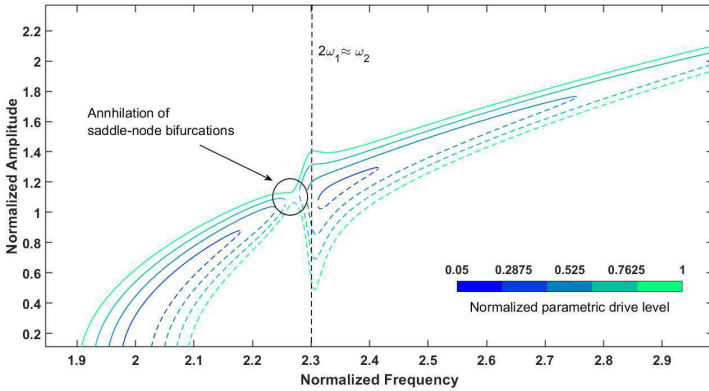 2.2
2
1.8
1.6
1.4
1.2
1
0.8
0.6
0.4
0.2
Normalized Amplitude
2ω₁≈ ω₂
Annhilation of
saddle-node bifurcations
0.05 0.2875 0.525 0.7625 1
Normalized parametric drive level
1.9 2 2.1 2.2 2.3 2.4 2.5 2.6 2.7 2.8 2.9
Normalized Frequency